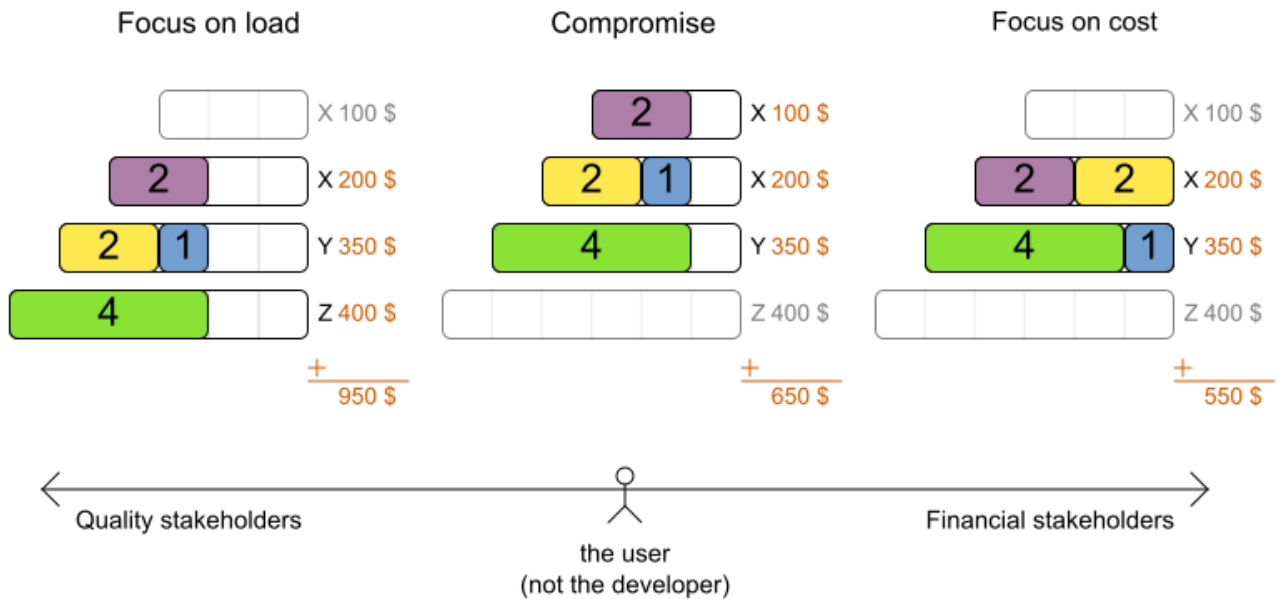 Focus on load
Compromise
Focus on cost
X 100 $
2
X 200 $
2 1
Y 350 $
4
Z 400 $
+
950 $
2
X 100 $
2 1
X 200 $
4
Y 350 $
Z 400 $
+
650 $
X 100 $
2 2
X 200 $
4 1
Y 350 $
Z 400 $
+
550 $
Quality stakeholders
Financial stakeholders
the user
(not the developer)